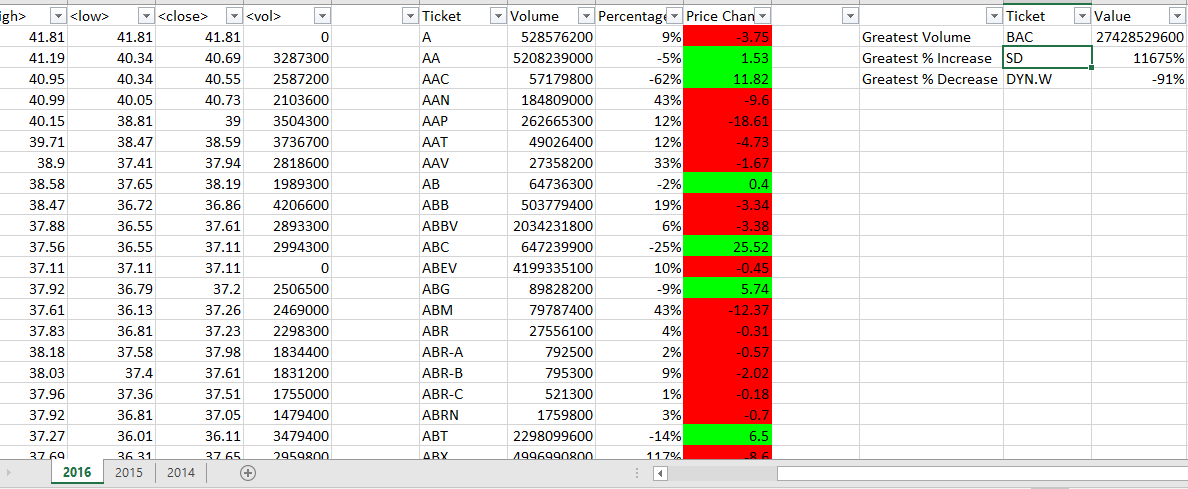 igh> <low> <close> <vol> Ticket Volume Percentage Price Chan Ticket Value
41.81 41.81 41.81 0 A 528576200 9% -3.75 Greatest Volume BAC 27428529600
41.19 40.34 40.69 3287300 AA 5208239000 -5% 1.53 Greatest % Increase SD 11675%
40.95 40.34 40.55 2587200 AAC 57179800 -62% 11.82 Greatest % Decrease DYN.W -91%
40.99 40.05 40.73 2103600 AAN 184809000 43% -9.6
40.15 38.81 39 3504300 AAP 262665300 12% -18.61
39.71 38.47 38.59 3736700 AAT 49026400 12% -4.73
38.9 37.41 37.94 2818600 AAV 27358200 33% -1.67
38.58 37.65 38.19 1989300 AB 64736300 -2% 0.4
38.47 36.72 36.86 4206600 ABB 503779400 19% -3.34
37.88 36.55 37.61 2893300 ABBV 2034231800 6% -3.38
37.56 36.55 37.11 2994300 ABC 647239900 -25% 25.52
37.11 37.11 37.11 0 ABEV 4199335100 10% -0.45
37.92 36.79 37.2 2506500 ABG 89828200 -9% 5.74
37.61 36.13 37.26 2469000 ABM 79787400 43% -12.37
37.83 36.81 37.23 2298300 ABR 27556100 4% -0.31
38.18 37.58 37.98 1834400 ABR-A 792500 2% -0.57
38.03 37.4 37.61 1831200 ABR-B 795300 9% -2.02
37.96 37.36 37.51 1755000 ABR-C 521300 1% -0.18
37.92 36.81 37.05 1479400 ABRN 1759800 3% -0.7
37.27 36.01 36.11 3479400 ABT 2298099600 -14% 6.5
37.69 36.31 37.65 2959800 ABX 4996990800 117% -8.6
2016 2015 2014